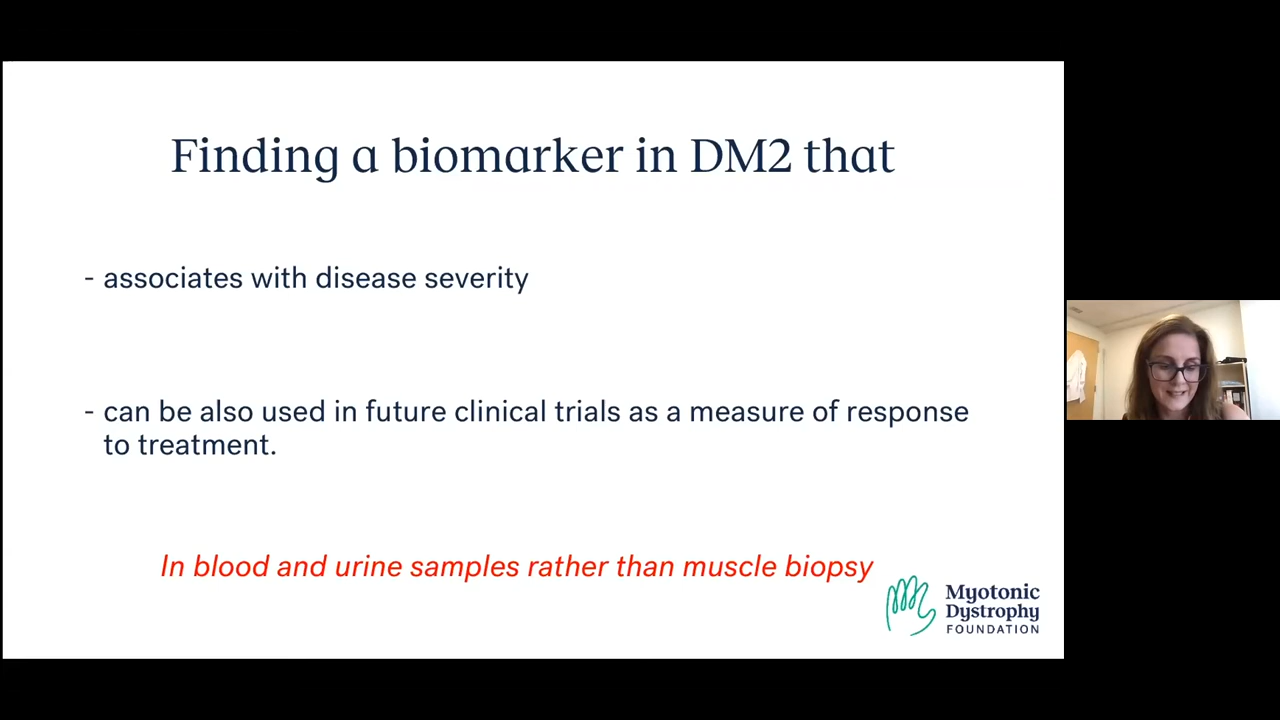 Finding a biomarker in DM2 that
- associates with disease severity
- can be also used in future clinical trials as a measure of response
to treatment.
In blood and urine samples rather than muscle biopsy
Myotonic
Dystrophy
FOUNDATION